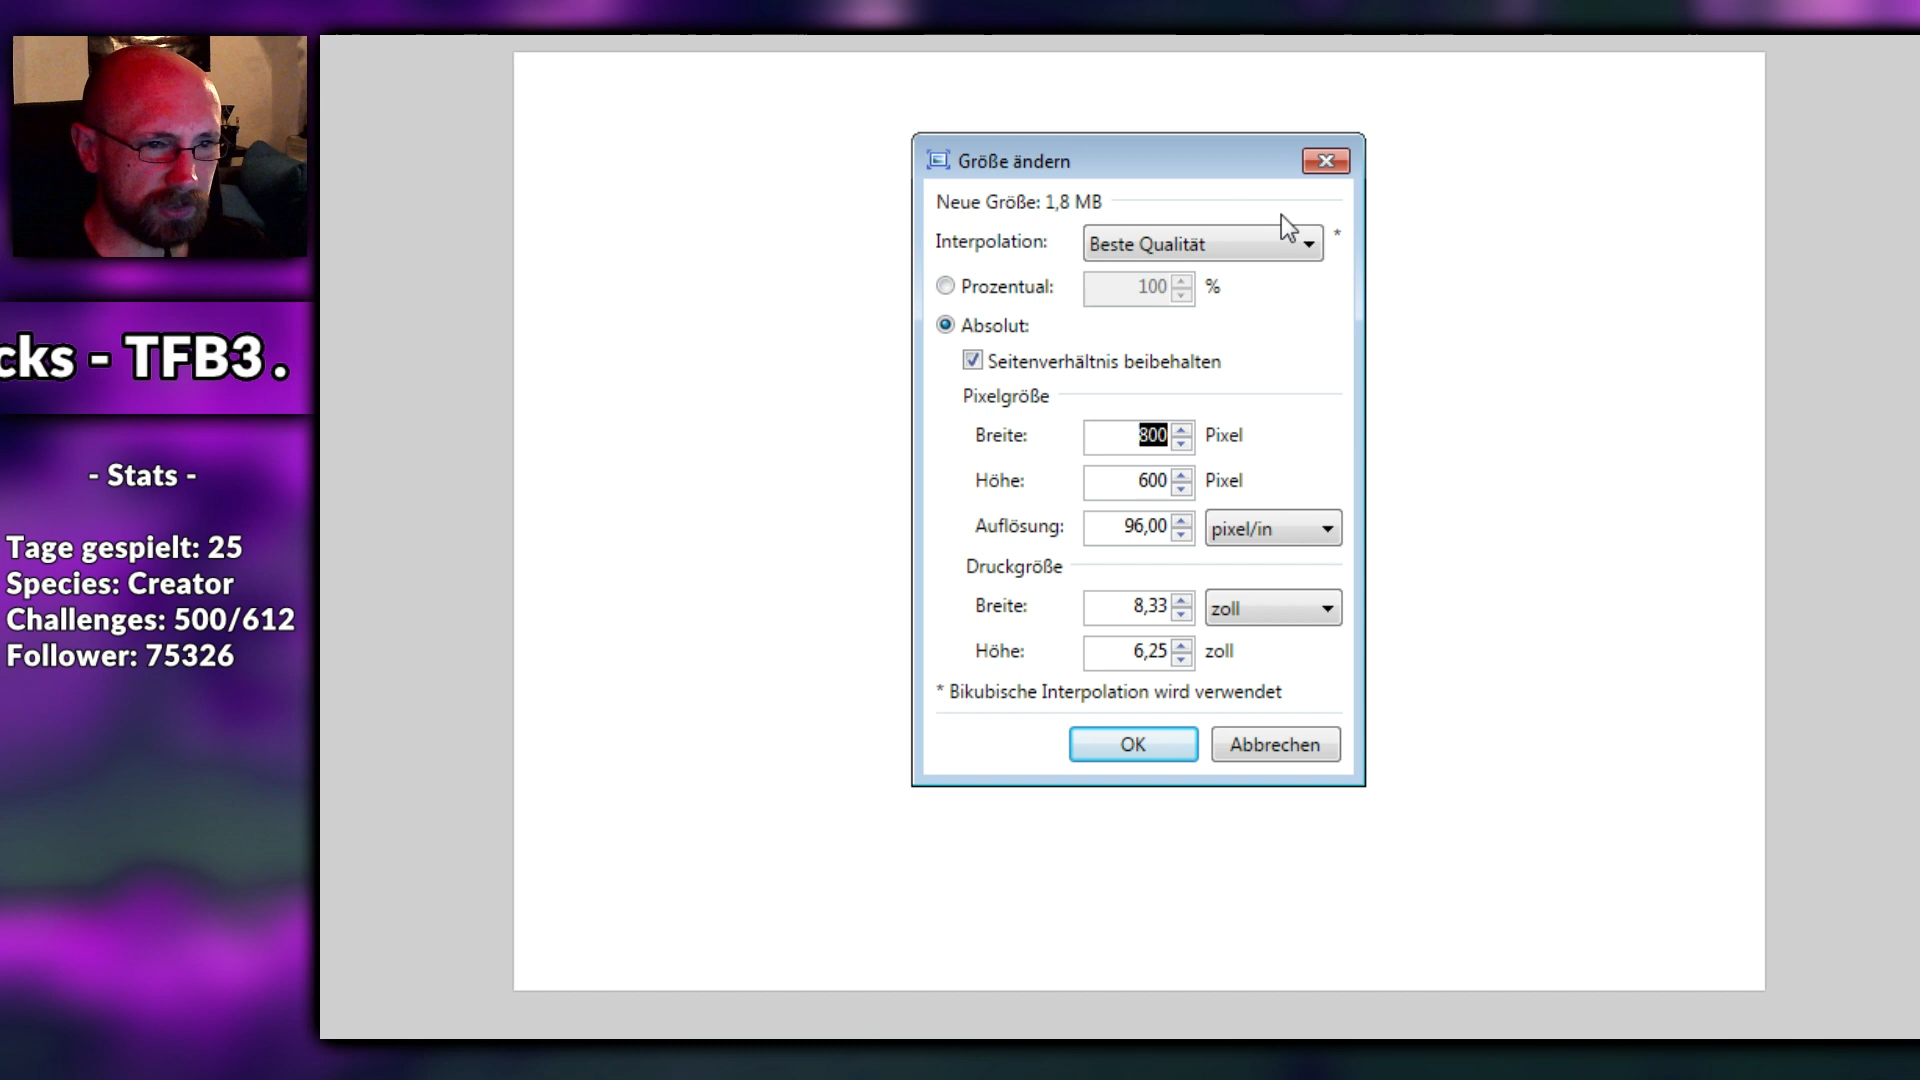 cks - TFB3.
- Stats -
Tage gespielt: 25
Species: Creator
Challenges: 500/612
Follower: 75326
Größe ändern
Neue Größe: 1,8 MB
Interpolation: Beste Qualität *
Prozentual: 100 %
Absolut:
Seitenverhältnis beibehalten
Pixelgröße
Breite: 800 Pixel
Höhe: 600 Pixel
Auflösung: 96,00 pixel/in
Druckgröße
Breite: 8,33 zoll
Höhe: 6,25 zoll
* Bikubische Interpolation wird verwendet
OK Abbrechen